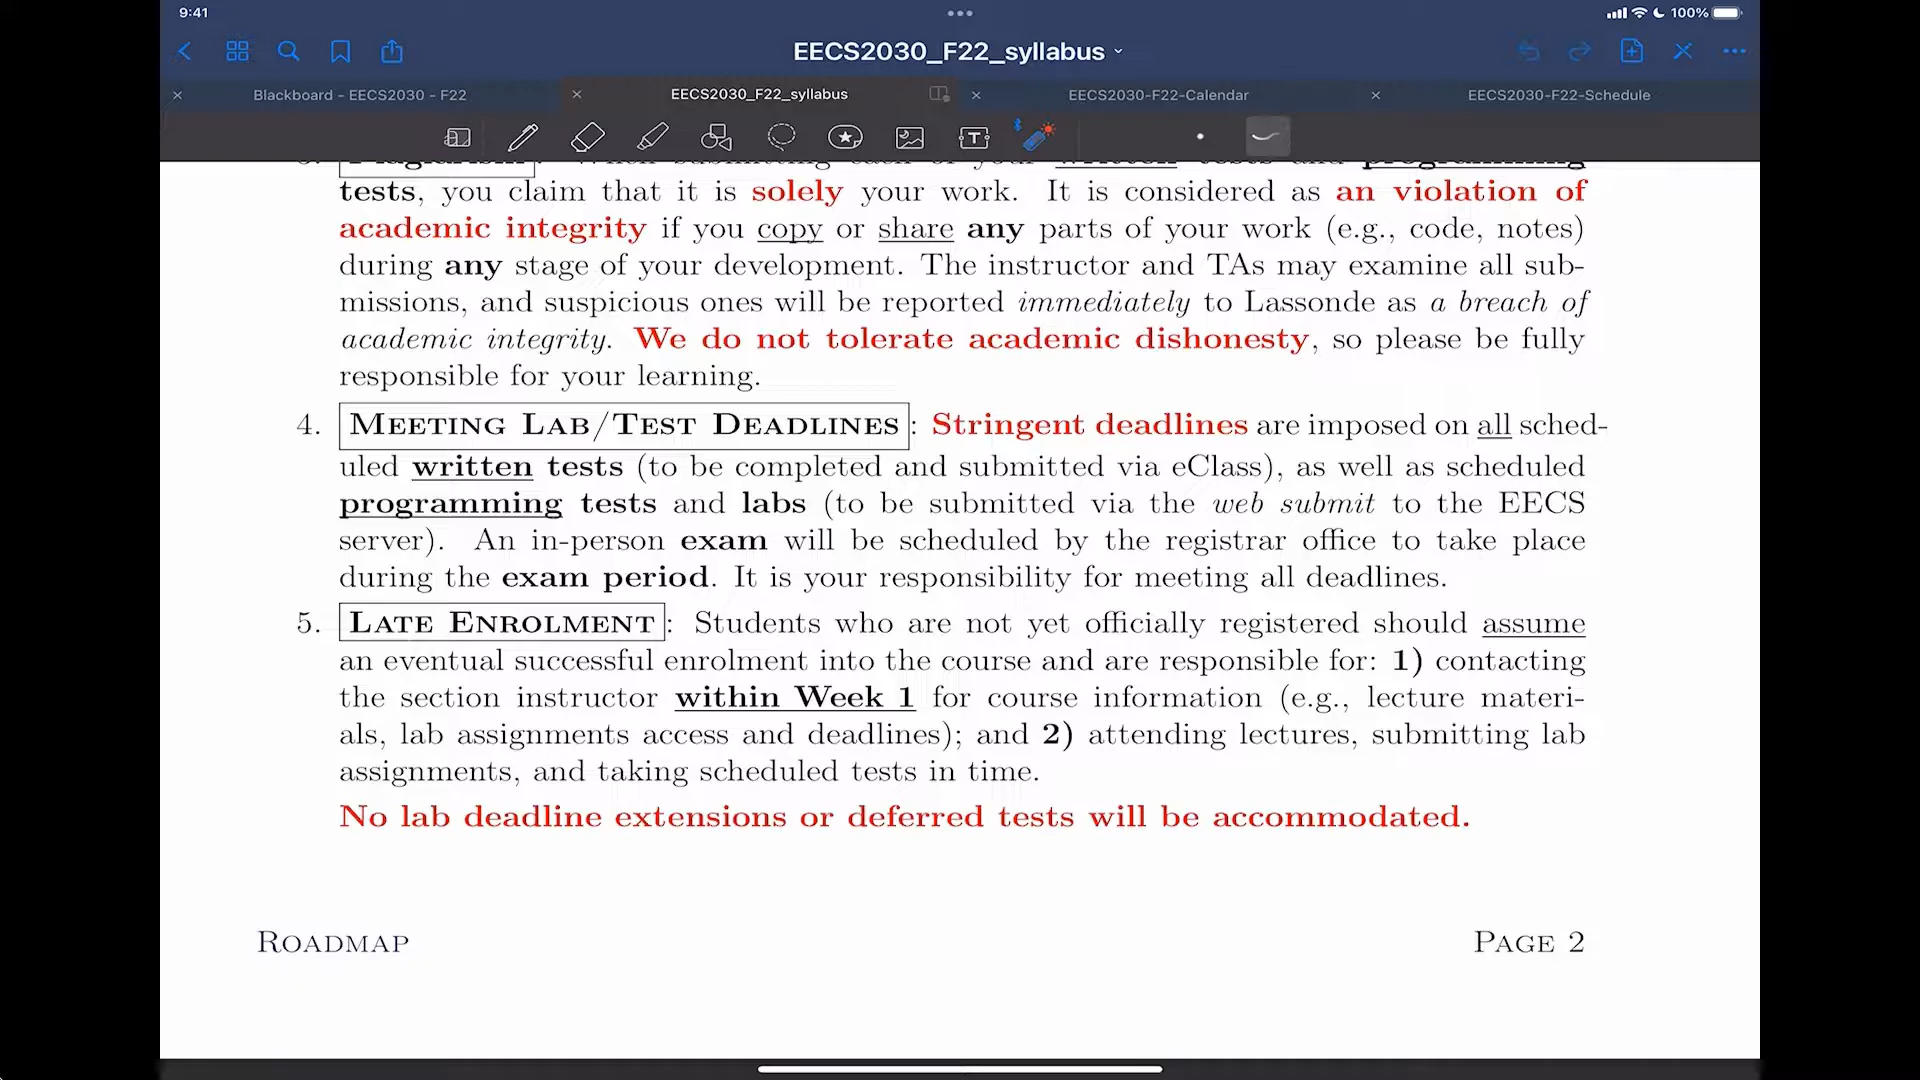 9:41
100%
EECS2030_F22_syllabus
Blackboard - EECS2030 - F22
EECS2030_F22_syllabus
EECS2030-F22-Calendar
EECS2030-F22-Schedule
tests, you claim that it is solely your work. It is considered as an violation of
academic integrity if you copy or share any parts of your work (e.g., code, notes)
during any stage of your development. The instructor and TAs may examine all sub-
missions, and suspicious ones will be reported immediately to Lassonde as a breach of
academic integrity. We do not tolerate academic dishonesty, so please be fully
responsible for your learning.
4. Meeting Lab/Test Deadlines: Stringent deadlines are imposed on all sched-
uled written tests (to be completed and submitted via eClass), as well as scheduled
programming tests and labs (to be submitted via the web submit to the EECS
server). An in-person exam will be scheduled by the registrar office to take place
during the exam period. It is your responsibility for meeting all deadlines.
5. Late Enrolment: Students who are not yet officially registered should assume
an eventual successful enrolment into the course and are responsible for: 1) contacting
the section instructor within Week 1 for course information (e.g., lecture materi-
als, lab assignments access and deadlines); and 2) attending lectures, submitting lab
assignments, and taking scheduled tests in time.
No lab deadline extensions or deferred tests will be accommodated.
Roadmap
Page 2